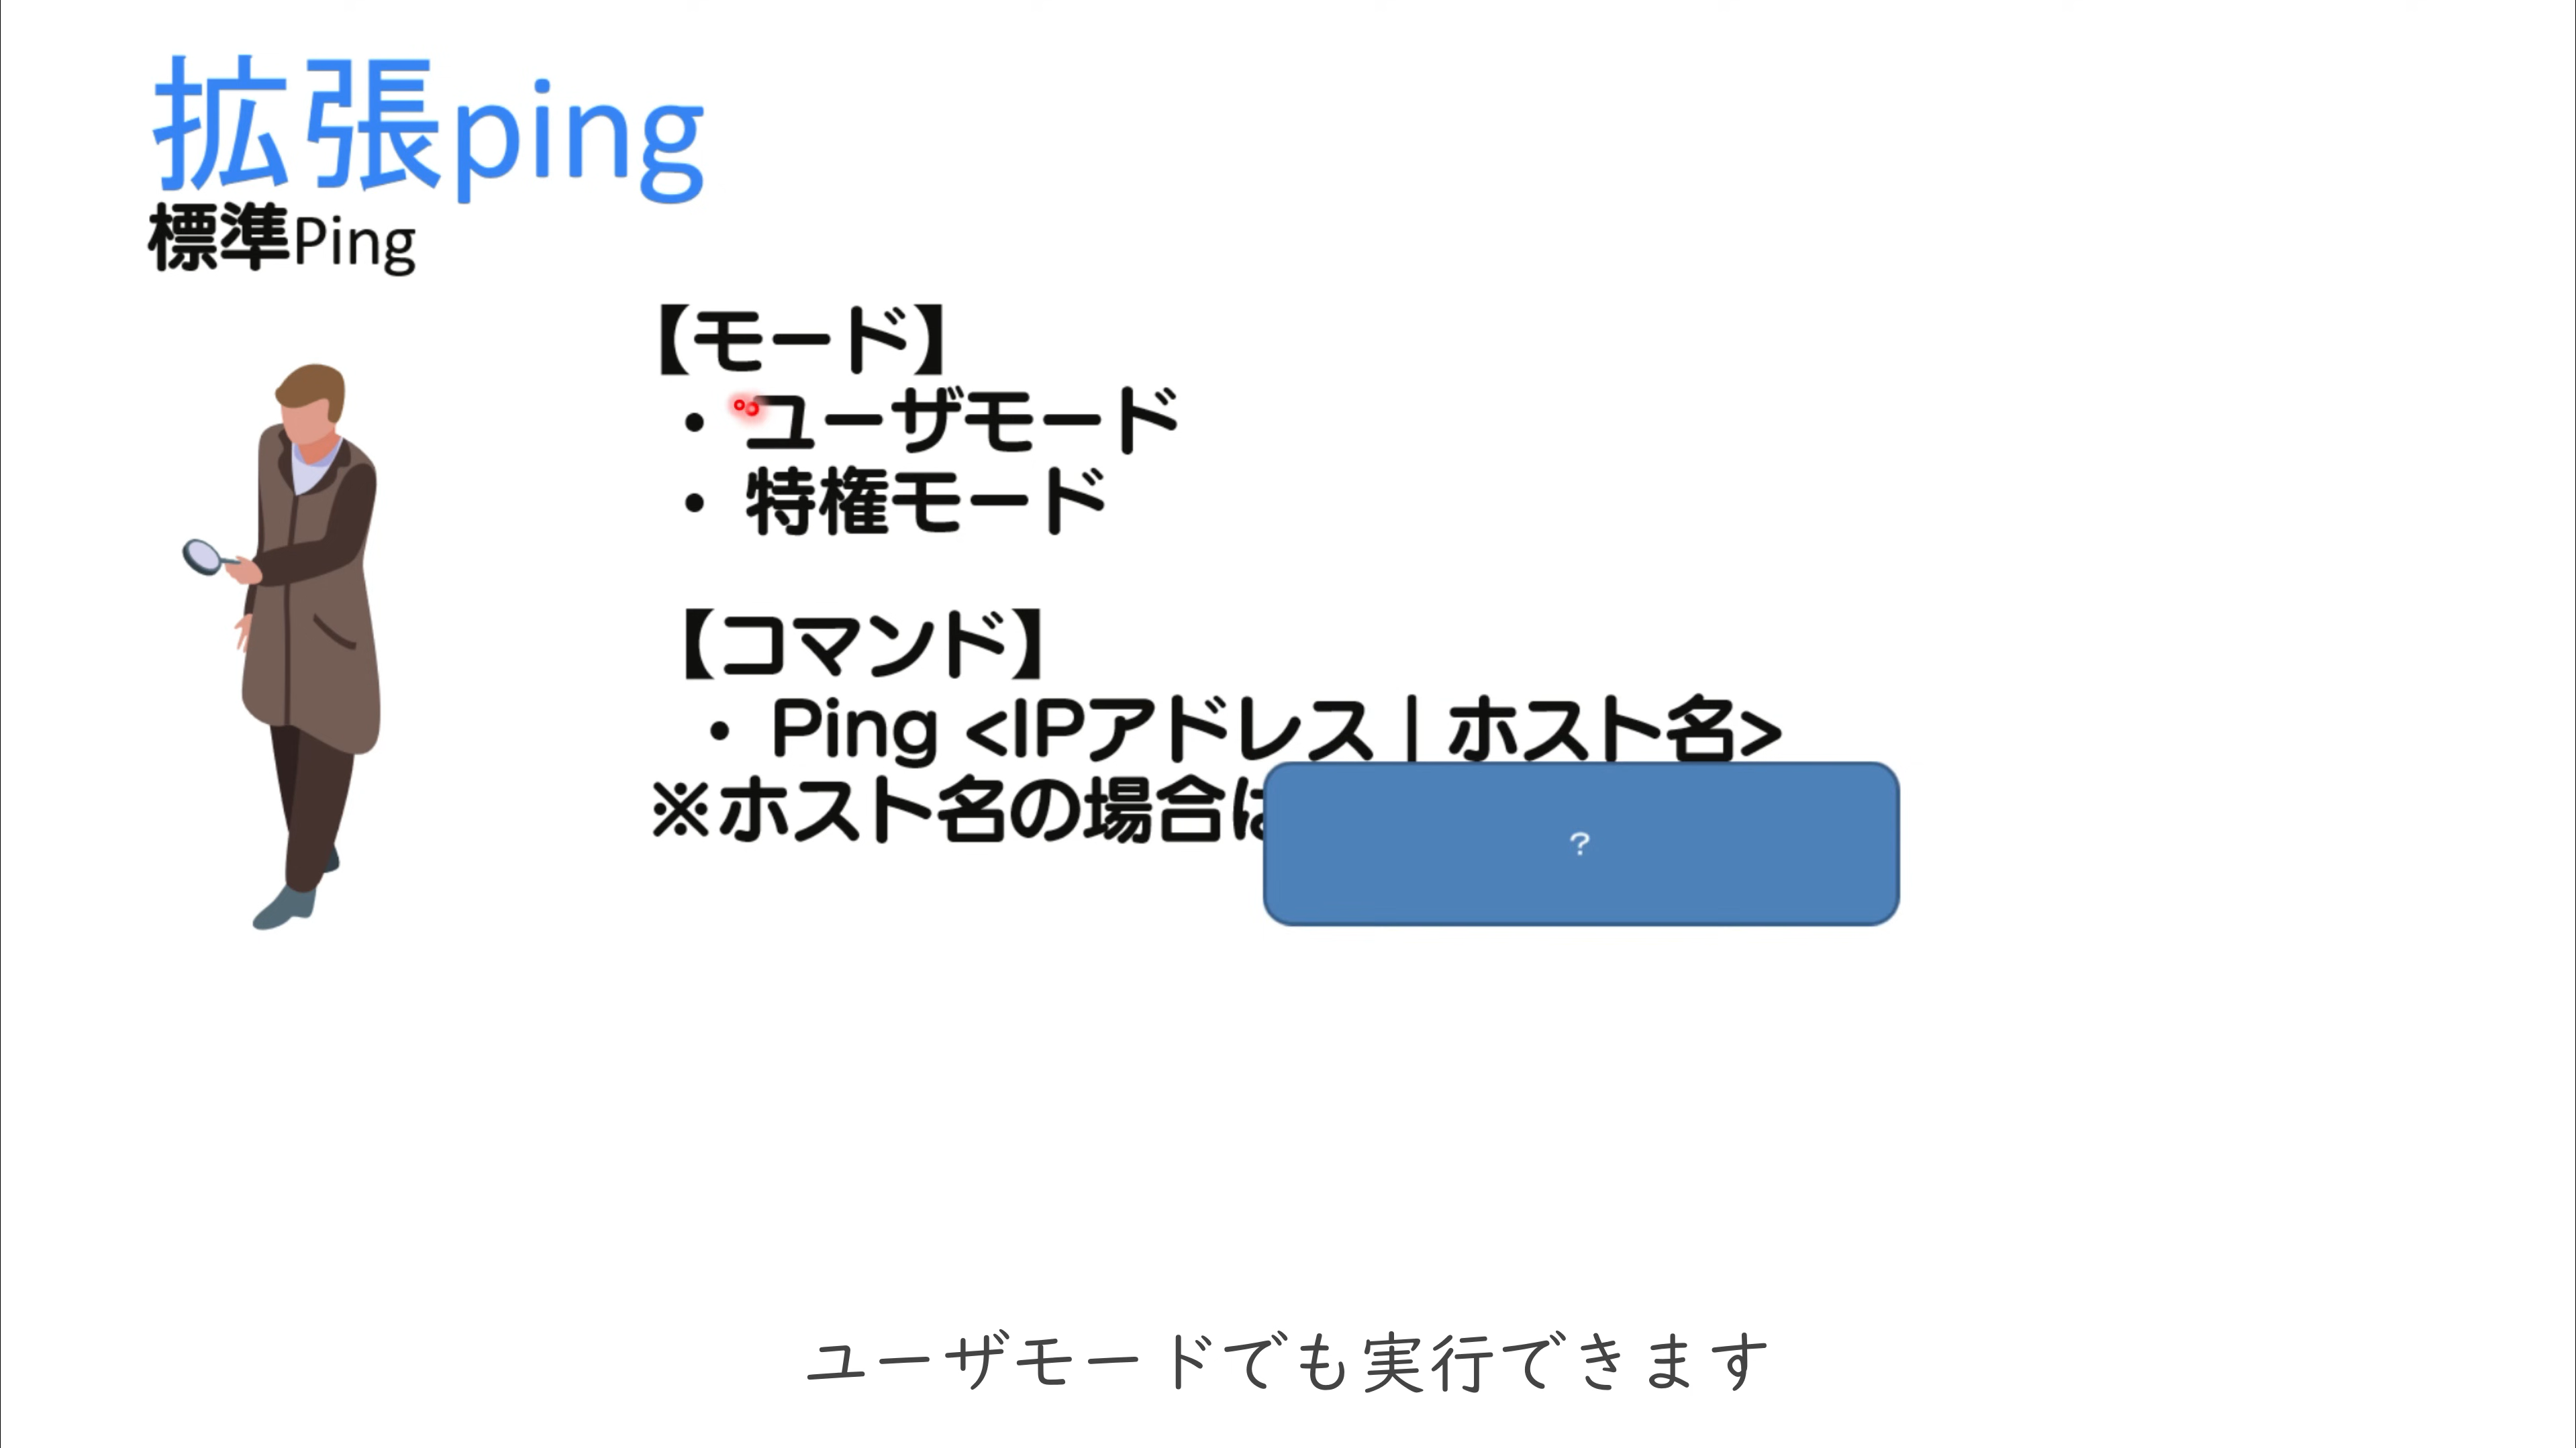 拡張ping
標準Ping
【モード】
• ユーザモード
• 特権モード
【コマンド】
• Ping <IPアドレス | ホスト名>
※ホスト名の場合は
?
ユーザモードでも実行できます